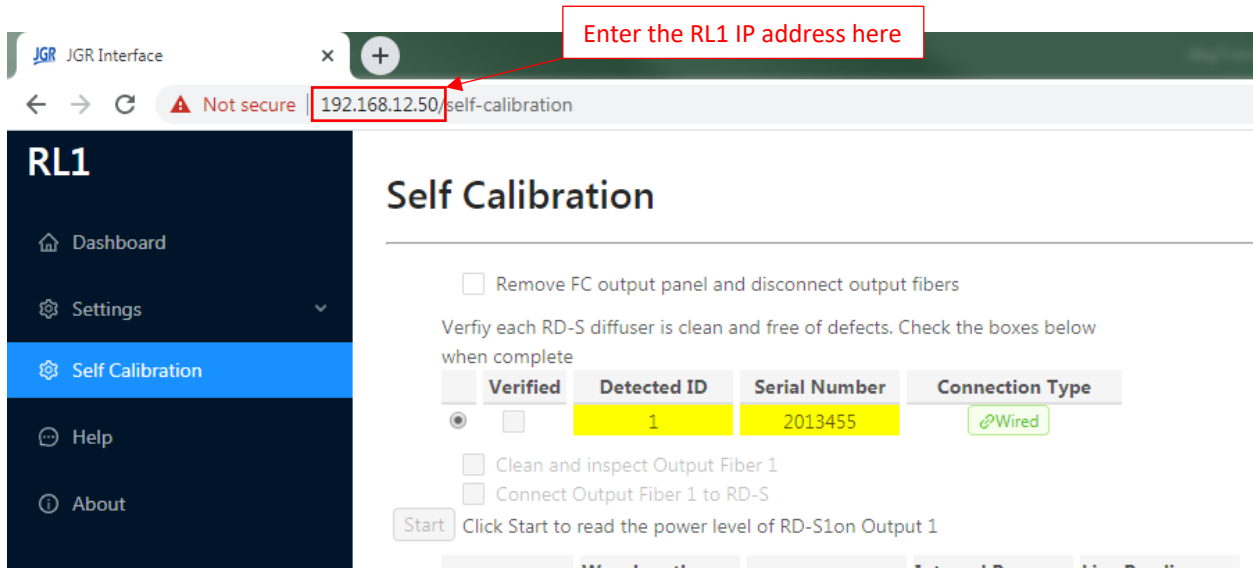 Enter the RL1 IP address here
JGR JGR Interface
Not secure 192.168.12.50/self-calibration
RL1
Self Calibration
Dashboard
Remove FC output panel and disconnect output fibers
Settings
Verfiy each RD-S diffuser is clean and free of defects. Check the boxes below
when complete
Self Calibration
Verified Detected ID Serial Number Connection Type
1 2013455 Wired
Help
Clean and inspect Output Fiber 1
Connect Output Fiber 1 to RD-S
About
Start Click Start to read the power level of RD-S1on Output 1